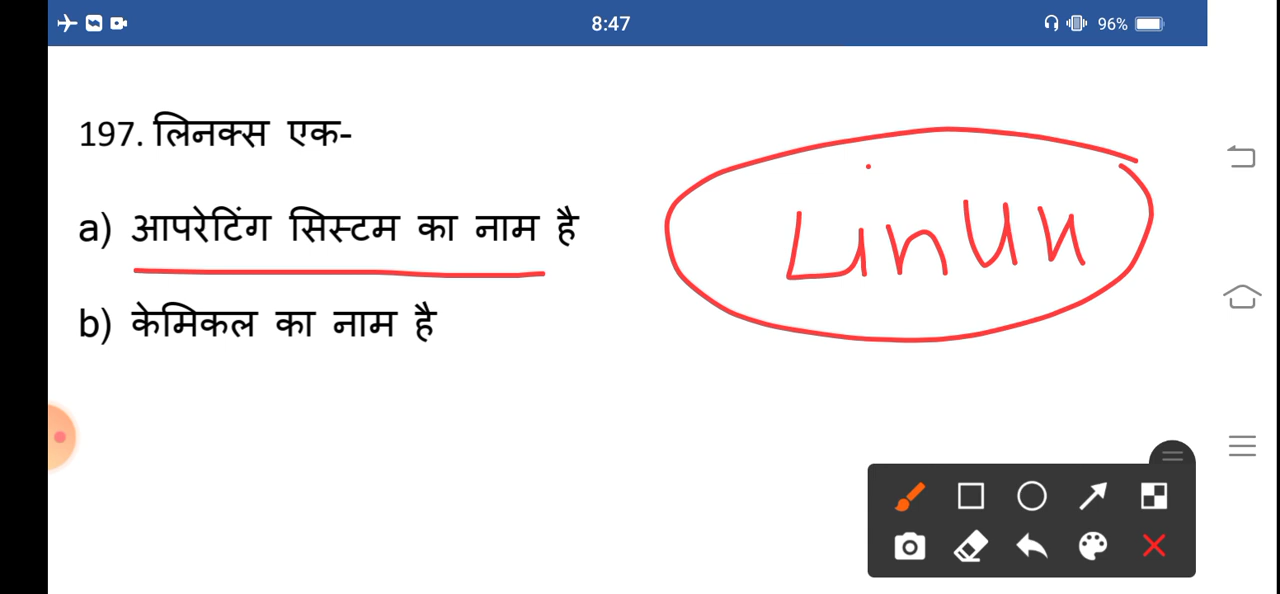 8:47
96%
197. लिनक्स एक-
a) आपरेटिंग सिस्टम का नाम है
Linux
b) केमिकल का नाम है